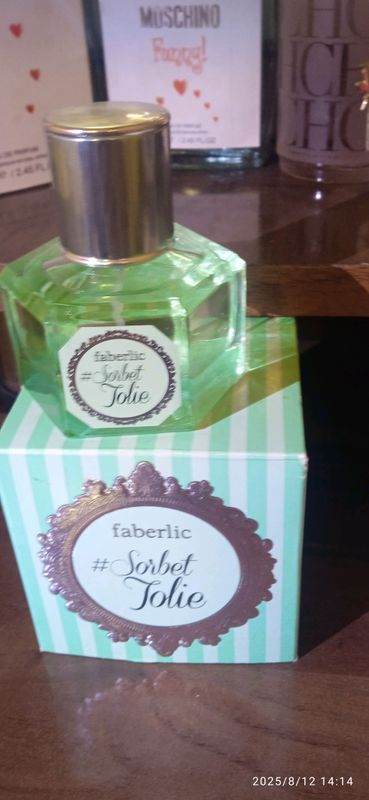 MOSCHINO
Funny!
faberlic
#Sorbet
Jolie
faberlic
#Sorbet
Jolie
2025/8/12 14:14